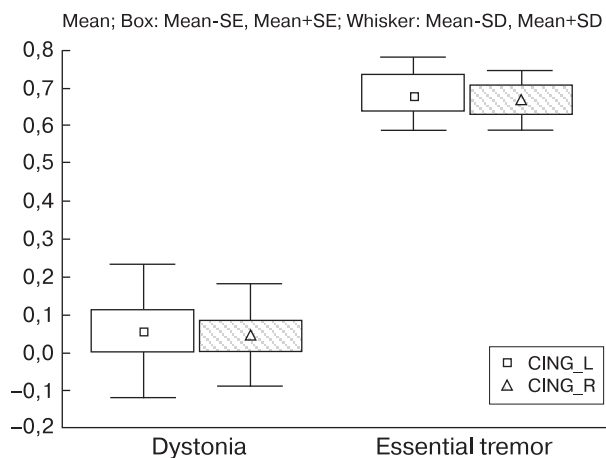 Mean; Box: Mean-SE, Mean+SE; Whisker: Mean-SD, Mean+SD
0,8
0,7
0,6
0,5
0,4
0,3
0,2
0,1
0,0
–0,1
–0,2
CING_L
CING_R
Dystonia Essential tremor